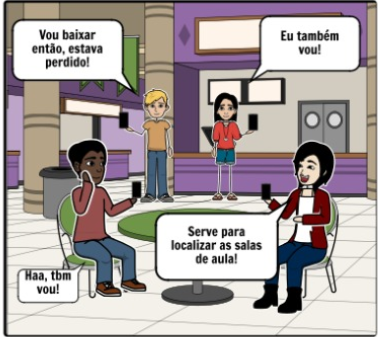 Vou baixar
então, estava
perdido!
Eu também
vou!
Serve para
localizar as salas
de aula!
Haa, tbm
vou!